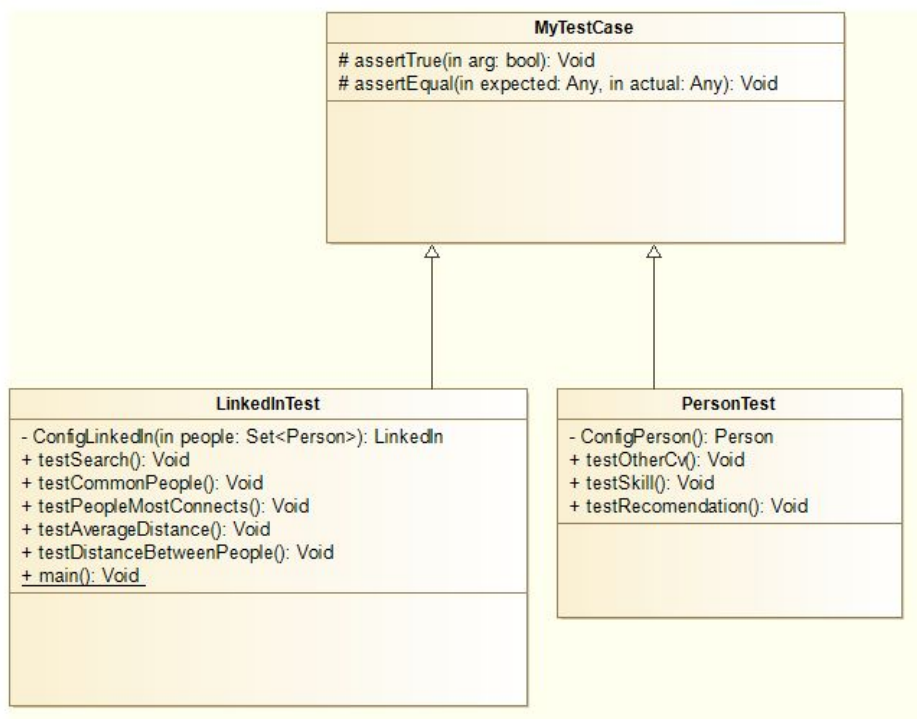 MyTestCase
# assertTrue(in arg: bool): Void
# assertEqual(in expected: Any, in actual: Any): Void
LinkedInTest
- ConfigLinkedIn(in people: Set<Person>): LinkedIn
+ testSearch(): Void
+ testCommonPeople(): Void
+ testPeopleMostConnects(): Void
+ testAverageDistance(): Void
+ testDistanceBetweenPeople(): Void
+ main(): Void
PersonTest
- ConfigPerson(): Person
+ testOtherCv(): Void
+ testSkill(): Void
+ testRecomendation(): Void